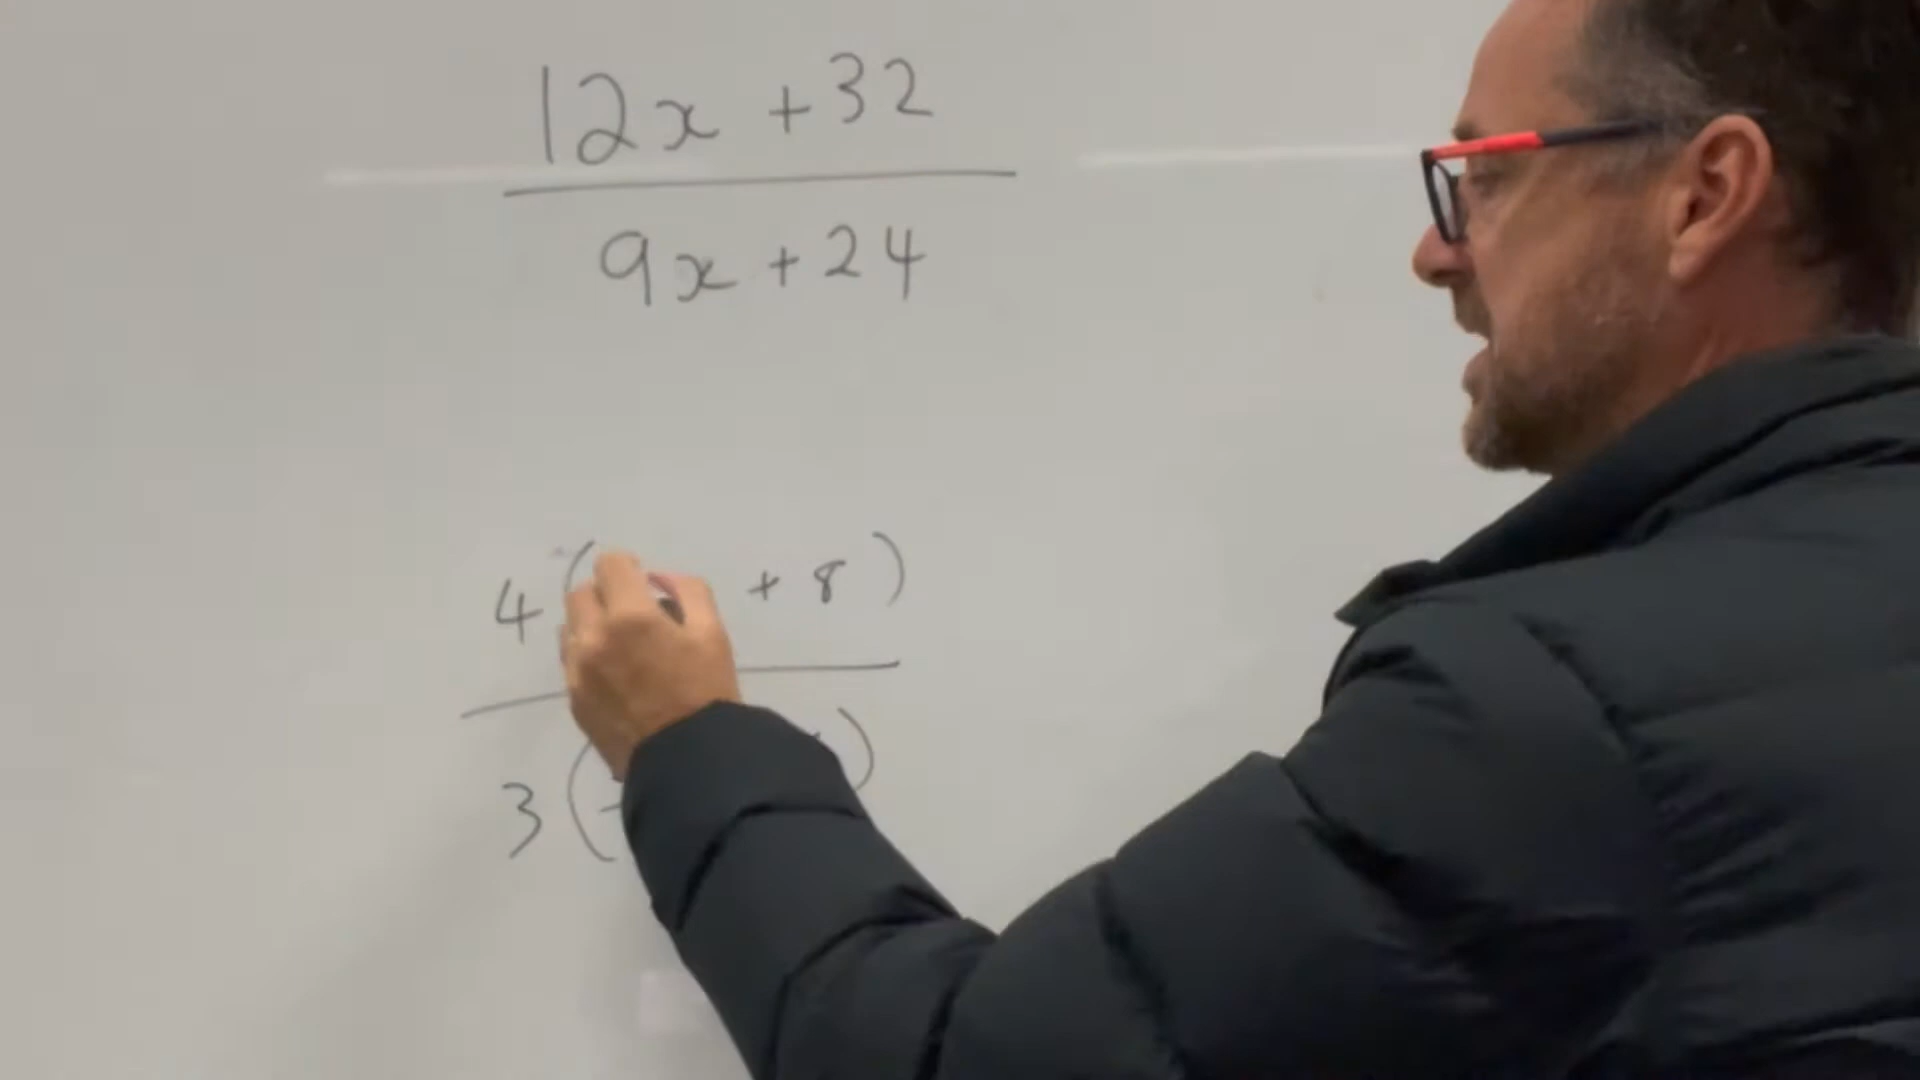 12x + 32
9x + 24
4 ( + 8 )
3 ( )